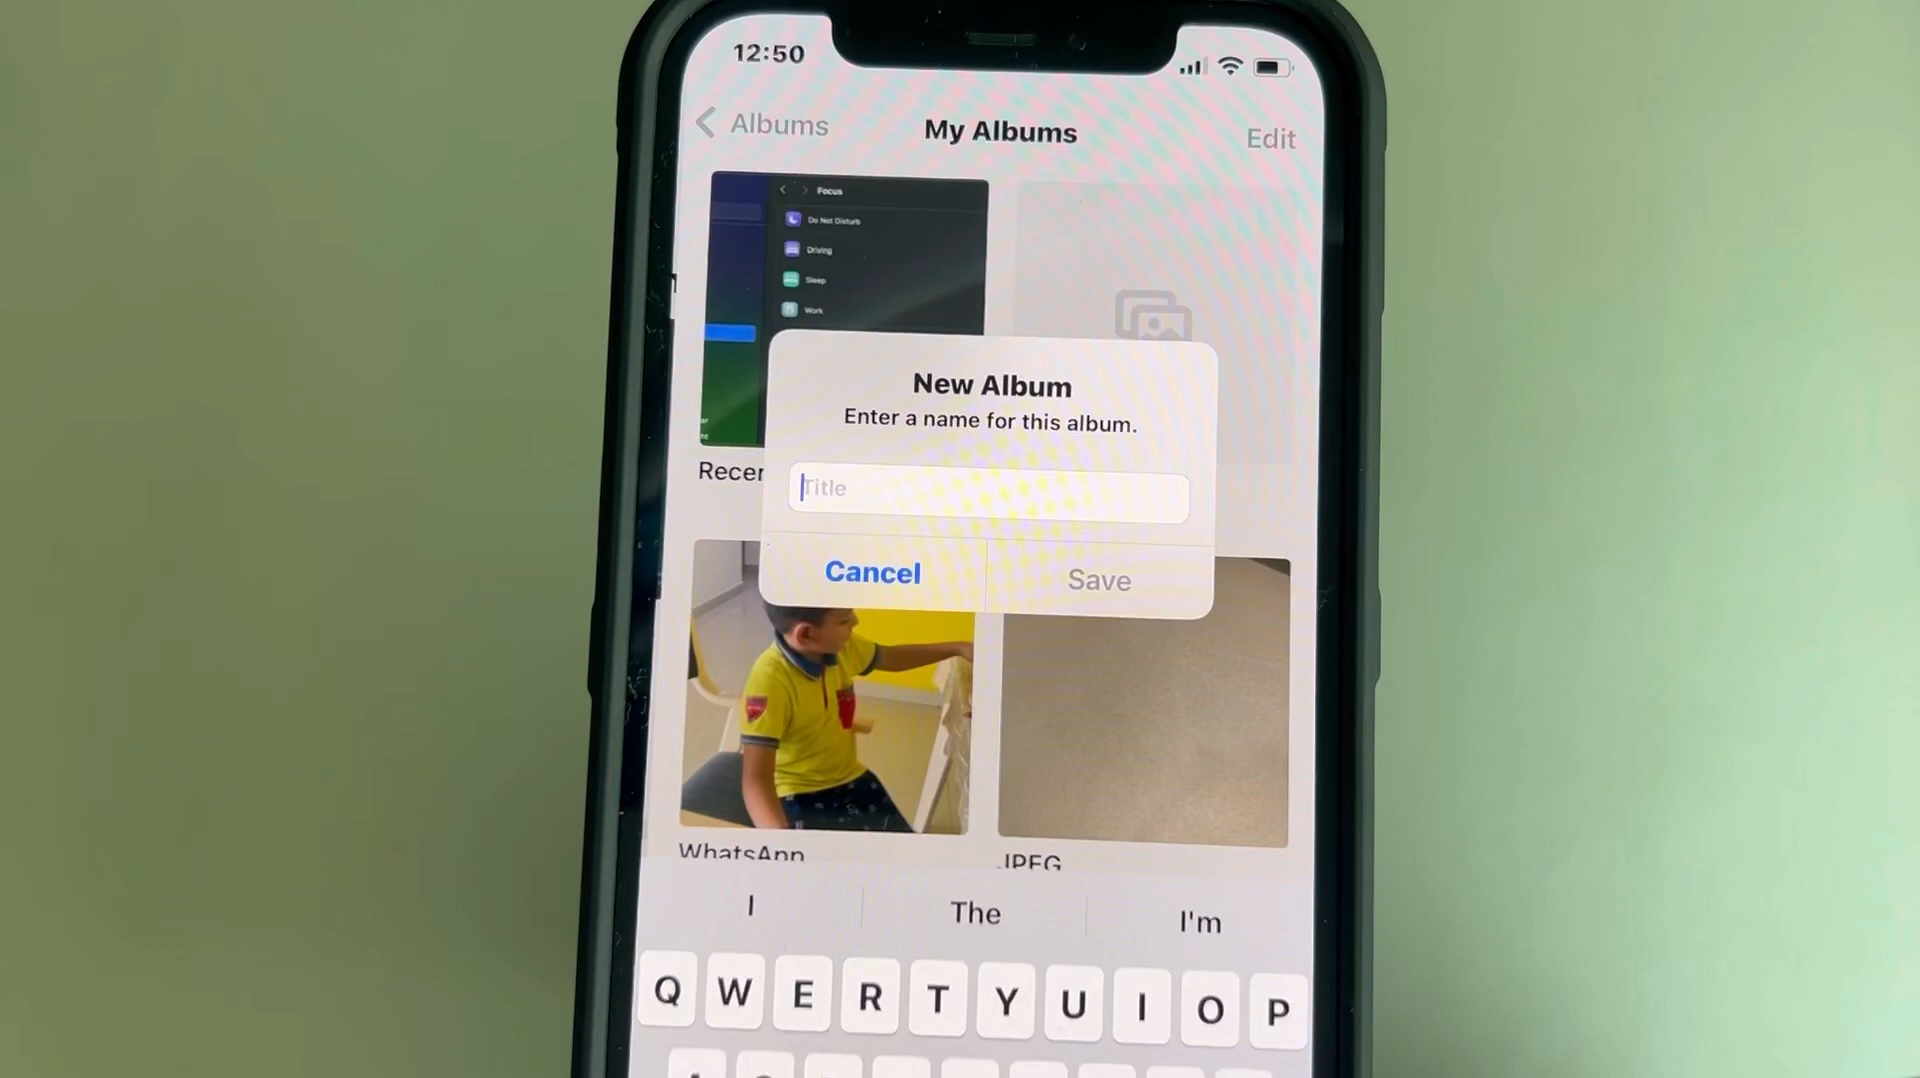 12:50
Albums
My Albums
Edit
Focus
Do Not Disturb
Driving
Sleep
Work
New Album
Enter a name for this album.
Title
Cancel
Save
Recen
WhatsApp
JPEG
I
The
I'm
Q W E R T Y U I O P